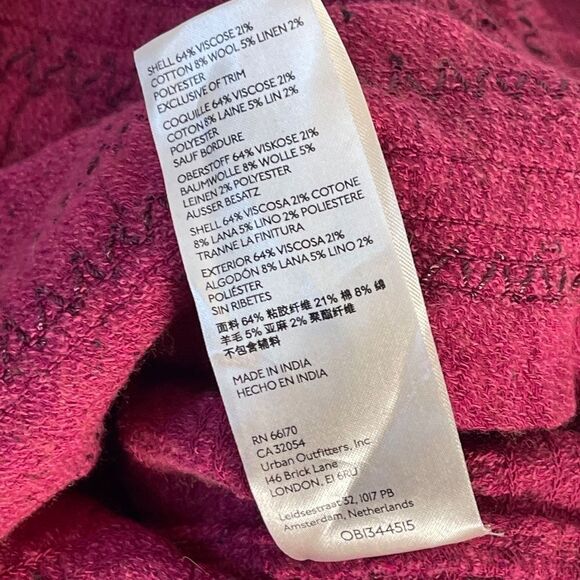 SHELL 64% VISCOSE 21%
COTTON 8% WOOL 5% LINEN 2%
POLYESTER
EXCLUSIVE OF TRIM
COQUILLE 64% VISCOSE 21%
COTON 8% LAINE 5% LIN 2%
POLYESTER
SAUF BORDURE
OBERSTOFF 64% VISKOSE 21%
BAUMWOLLE 8% WOLLE 5%
LEINEN 2% POLYESTER
AUSSER BESATZ
SHELL 64% VISCOSA 21% COTONE
8% LANA 5% LINO 2% POLIESTERE
TRANNE LA FINITURA
EXTERIOR 64% VISCOSA 21%
ALGODÓN 8% LANA 5% LINO 2%
POLIÉSTER
SIN RIBETES
面料 64% 粘胶纤维 21% 棉 8% 绵
羊毛 5% 亚麻 2% 聚酯纤维
不包含辅料
MADE IN INDIA
HECHO EN INDIA
RN 66170
CA 32054
Urban Outfitters, Inc
146 Brick Lane
LONDON, E1 6RU
Leidsestraat 32, 1017 PB
Amsterdam, Netherlands
OB1344515